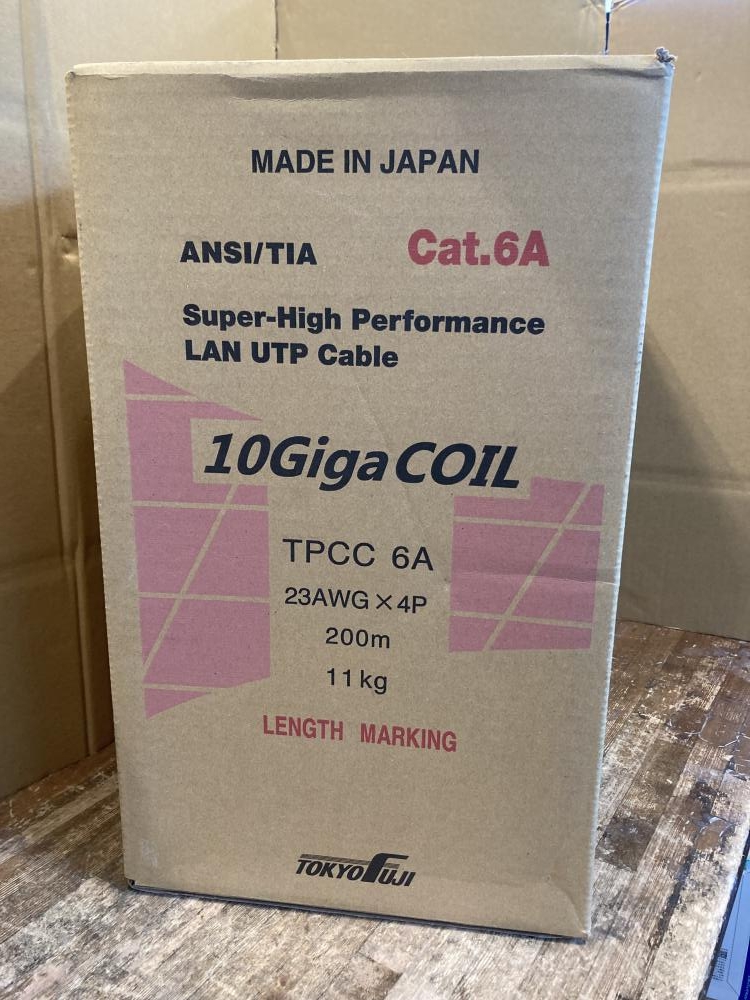 MADE IN JAPAN
ANSI/TIA Cat.6A
Super-High Performance
LAN UTP Cable
10Giga COIL
TPCC 6A
23AWG×4P
200m
11kg
LENGTH MARKING
TOKYO FUJI